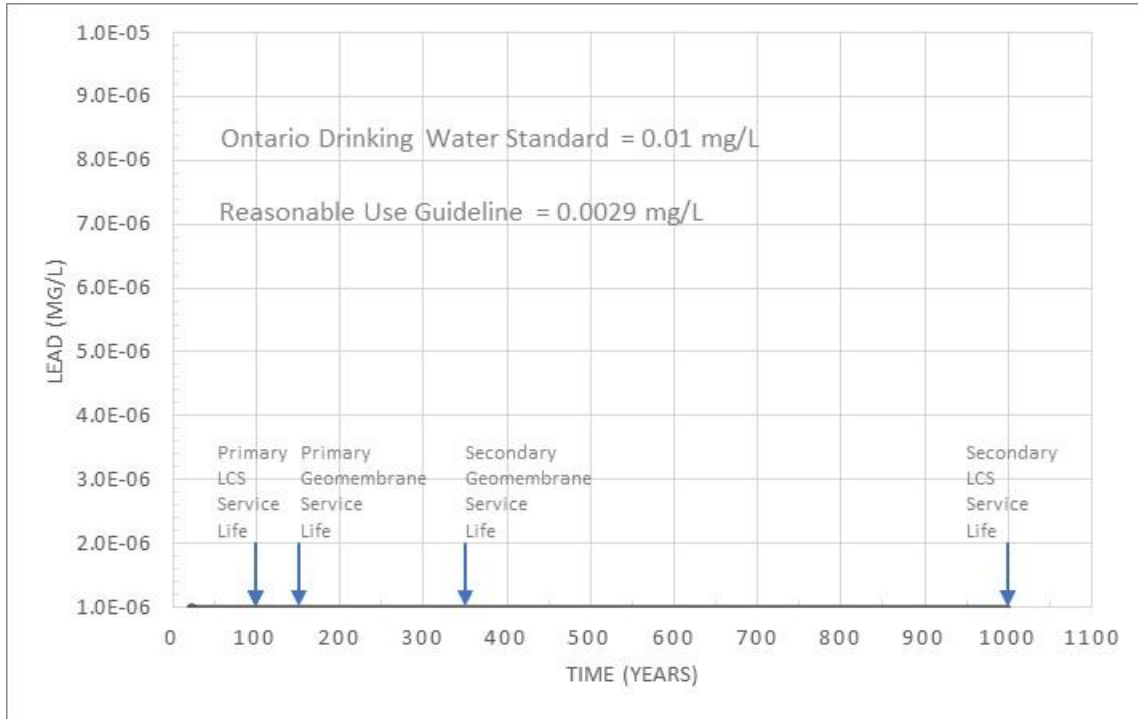 1.0E-05
9.0E-06
8.0E-06
7.0E-06
6.0E-06
5.0E-06
4.0E-06
3.0E-06
2.0E-06
1.0E-06
LEAD (MG/L)
Ontario Drinking Water Standard = 0.01 mg/L
Reasonable Use Guideline = 0.0029 mg/L
Primary
LCS
Service
Life
Primary
Geomembrane
Service
Life
Secondary
Geomembrane
Service
Life
Secondary
LCS
Service
Life
0 100 200 300 400 500 600 700 800 900 1000 1100
TIME (YEARS)